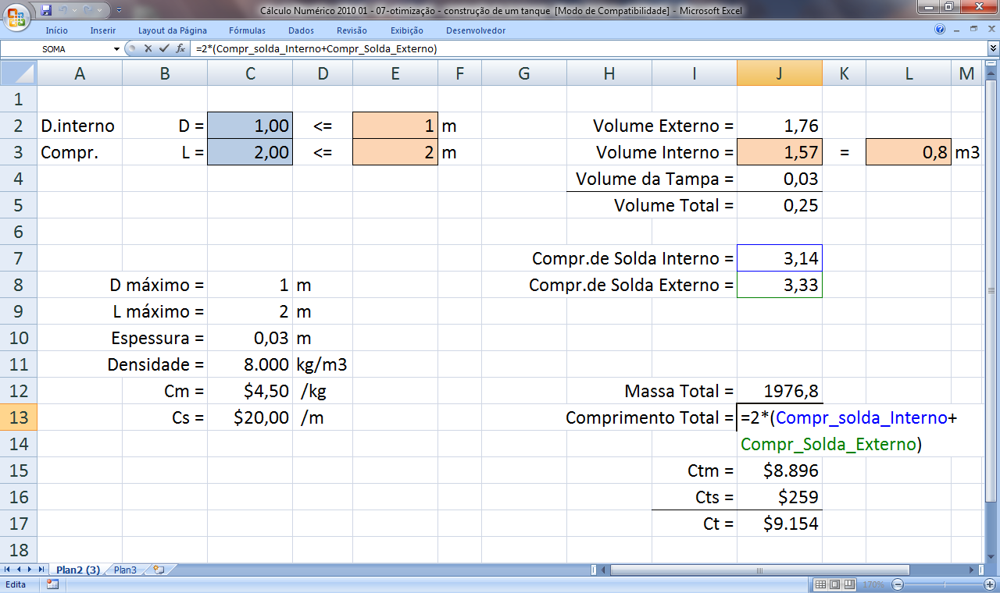 Cálculo Numérico 2010 01 - 07-otimização - construção de um tanque [Modo de Compatibilidade] - Microsoft Excel
Início Inserir Layout da Página Fórmulas Dados Revisão Exibição Desenvolvedor
SOMA fx =2*(Compr_solda_Interno+Compr_Solda_Externo)
A B C D E F G H I J K L M
1
2 D.interno D = 1,00 <= 1 m Volume Externo = 1,76
3 Compr. L = 2,00 <= 2 m Volume Interno = 1,57 = 0,8 m3
4 Volume da Tampa = 0,03
5 Volume Total = 0,25
6
7 Compr.de Solda Interno = 3,14
8 D máximo = 1 m Compr.de Solda Externo = 3,33
9 L máximo = 2 m
10 Espessura = 0,03 m
11 Densidade = 8.000 kg/m3
12 Cm = $4,50 /kg Massa Total = 1976,8
13 Cs = $20,00 /m Comprimento Total = =2*(Compr_solda_Interno+
14 Compr_Solda_Externo)
15 Ctm = $8.896
16 Cts = $259
17 Ct = $9.154
18
Plan2 (3) Plan3
Edita 170%